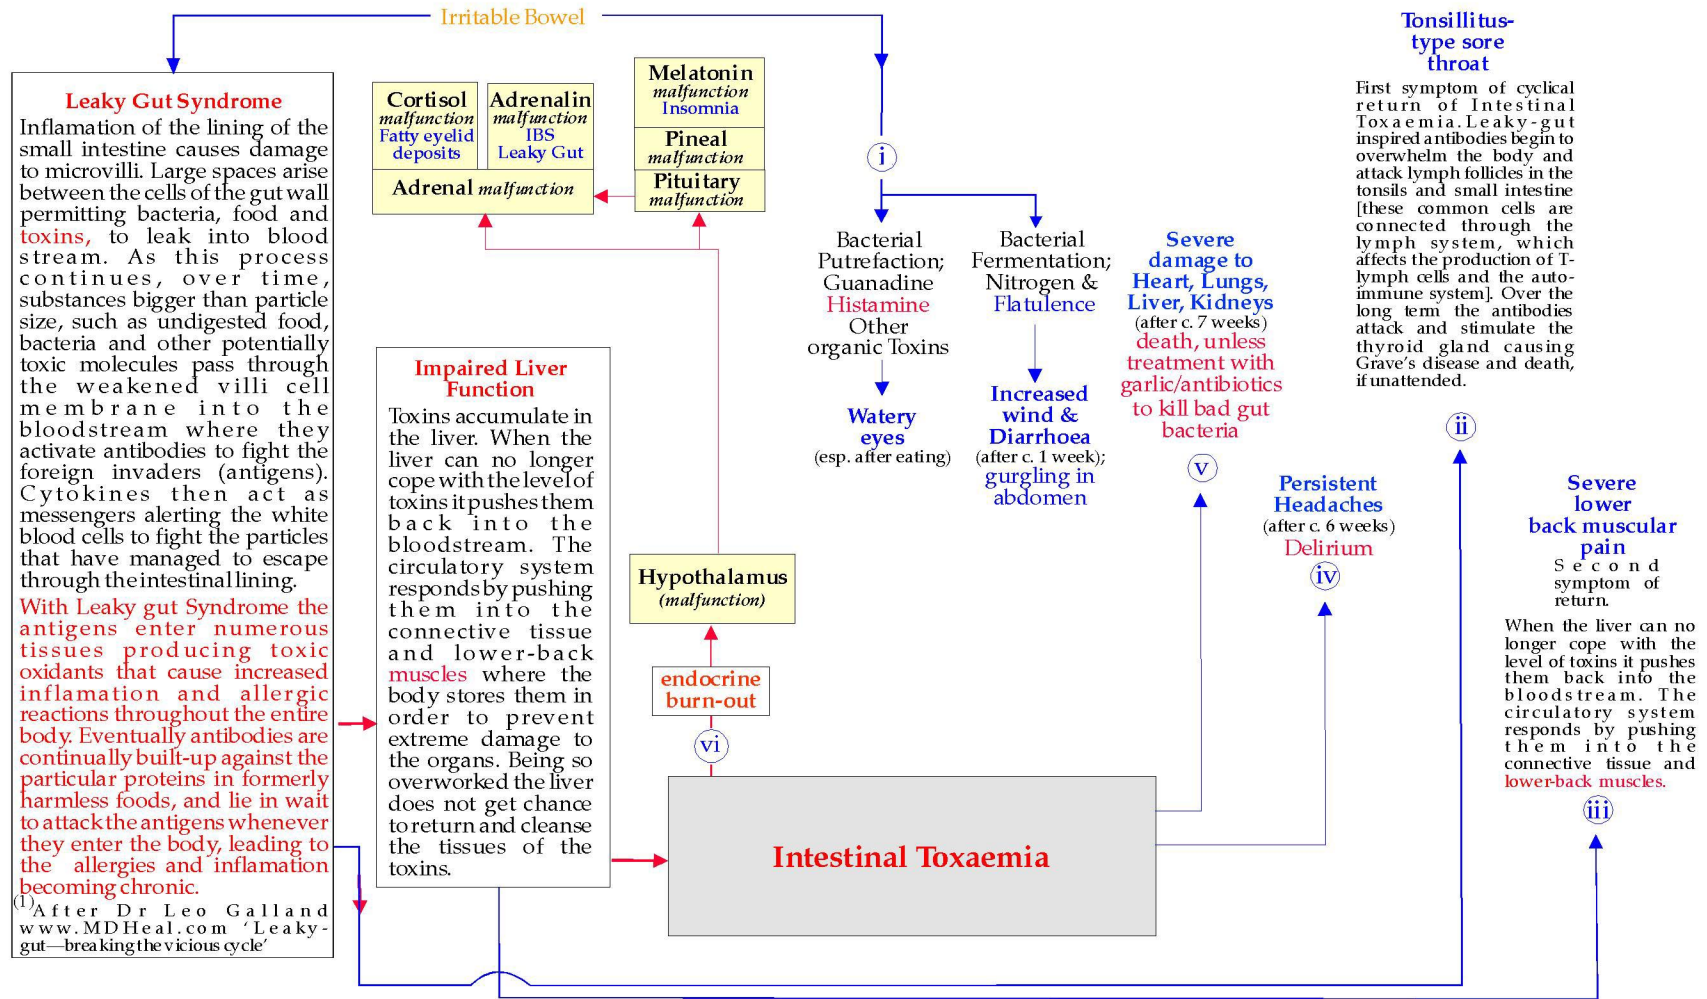 Irritable Bowel
Leaky Gut Syndrome
Inflamation of the lining of the
small intestine causes damage
to microvilli. Large spaces arise
between the cells of the gut wall
permitting bacteria, food and
toxins, to leak into blood
stream. As this process
continues, over time,
substances bigger than particle
size, such as undigested food,
bacteria and other potentially
toxic molecules pass through
the weakened villi cell
membrane into the
bloodstream where they
activate antibodies to fight the
foreign invaders (antigens).
Cytokines then act as
messengers alerting the white
blood cells to fight the particles
that have managed to escape
through the intestinal lining.
With Leaky gut Syndrome the
antigens enter numerous
tissues producing toxic
oxidants that cause increased
inflamation and allergic
reactions throughout the entire
body. Eventually antibodies are
continually built-up against the
particular proteins in formerly
harmless foods, and lie in wait
to attack the antigens whenever
they enter the body, leading to
the allergies and inflamation
becoming chronic.
(1)After Dr Leo Galland
www.MDHeal.com ‘Leaky-
gut—breaking the vicious cycle’
Cortisol
malfunction
Fatty eyelid
deposits
Adrenalin
malfunction
IBS
Leaky Gut
Adrenal malfunction
Melatonin
malfunction
Insomnia
Pineal
malfunction
Pituitary
malfunction
Impaired Liver
Function
Toxins accumulate in
the liver. When the
liver can no longer
cope with the level of
toxins it pushes them
back into the
bloodstream. The
circulatory system
responds by pushing
them into the
connective tissue
and lower-back
muscles where the
body stores them in
order to prevent
extreme damage to
the organs. Being so
overworked the liver
does not get chance
to return and cleanse
the tissues of the
toxins.
Hypothalamus
(malfunction)
endocrine
burn-out
vi
Intestinal Toxaemia
i
Bacterial
Putrefaction;
Guanadine
Histamine
Other
organic Toxins
Watery
eyes
(esp. after eating)
Bacterial
Fermentation;
Nitrogen &
Flatulence
Increased
wind &
Diarrhoea
(after c. 1 week);
gurgling in
abdomen
Severe
damage to
Heart, Lungs,
Liver, Kidneys
(after c. 7 weeks)
death, unless
treatment with
garlic/antibiotics
to kill bad gut
bacteria
v
Persistent
Headaches
(after c. 6 weeks)
Delirium
iv
Tonsillitus-
type sore
throat
First symptom of cyclical
return of Intestinal
Toxaemia. Leaky-gut
inspired antibodies begin to
overwhelm the body and
attack lymph follicles in the
tonsils and small intestine
[these common cells are
connected through the
lymph system, which
affects the production of T-
lymph cells and the auto-
immune system]. Over the
long term the antibodies
attack and stimulate the
thyroid gland causing
Grave’s disease and death,
if unattended.
ii
Severe
lower
back muscular
pain
Second
symptom of
return.
When the liver can no
longer cope with the
level of toxins it pushes
them back into the
bloodstream. The
circulatory system
responds by pushing
them into the
connective tissue and
lower-back muscles.
iii